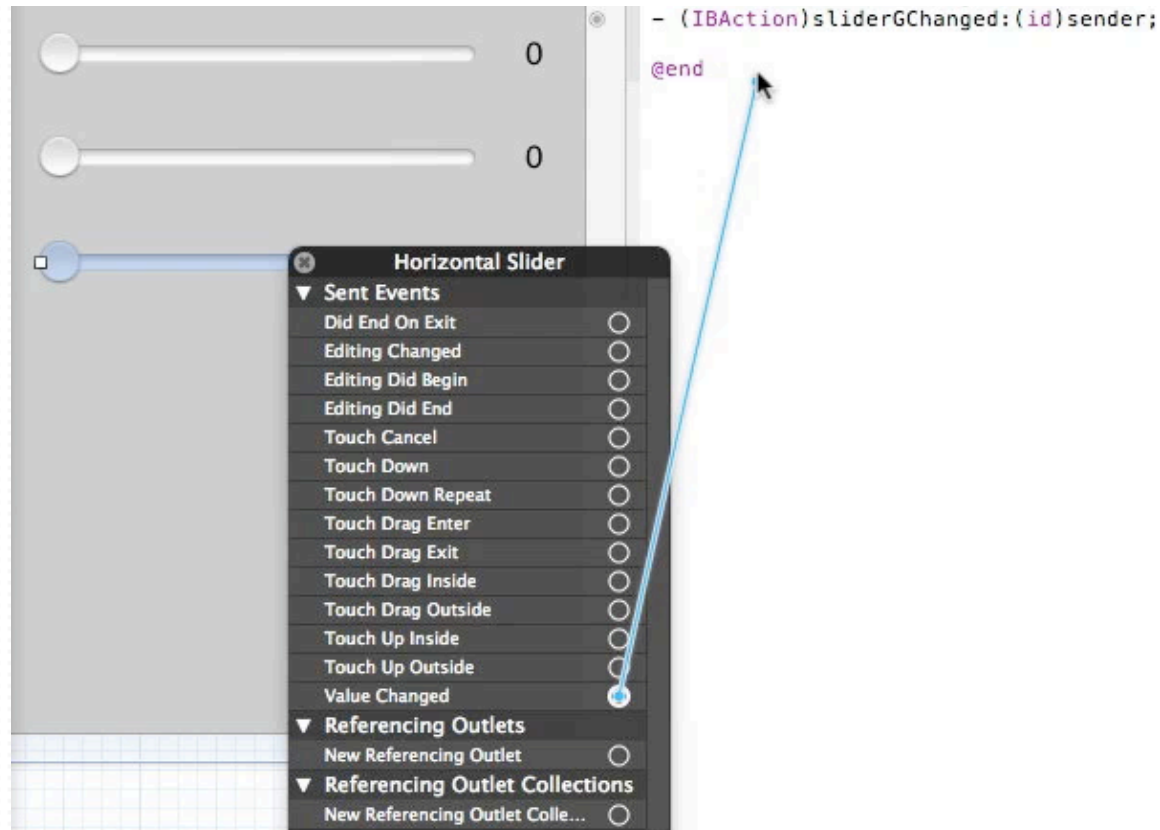 - (IBAction)sliderGChanged:(id)sender;
0
@end
0
Horizontal Slider
Sent Events
Did End On Exit
Editing Changed
Editing Did Begin
Editing Did End
Touch Cancel
Touch Down
Touch Down Repeat
Touch Drag Enter
Touch Drag Exit
Touch Drag Inside
Touch Drag Outside
Touch Up Inside
Touch Up Outside
Value Changed
Referencing Outlets
New Referencing Outlet
Referencing Outlet Collections
New Referencing Outlet Colle...